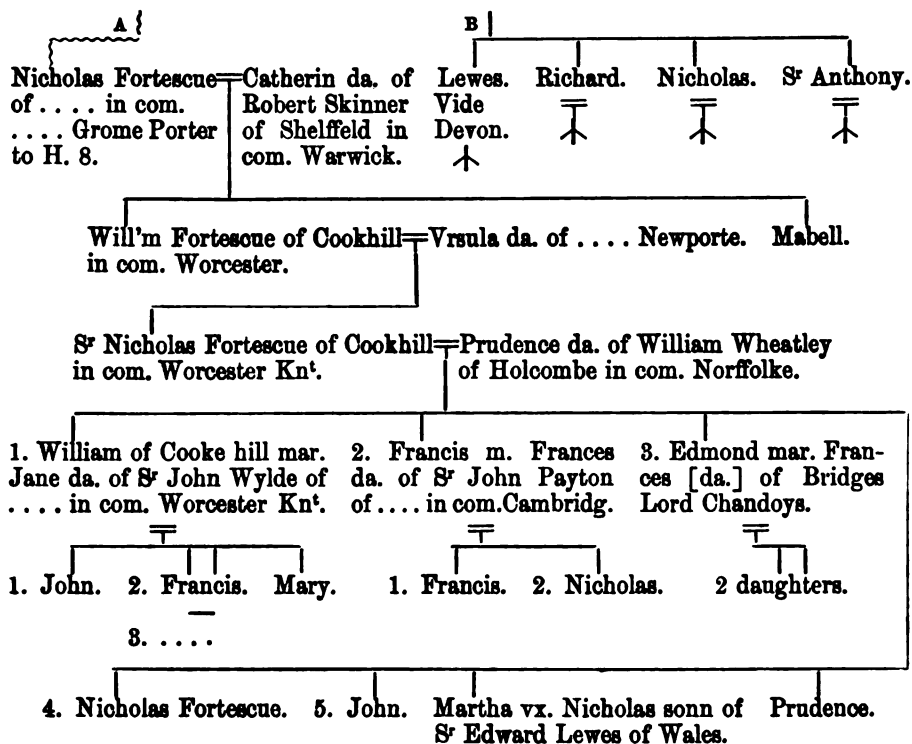 A B
Nicholas Fortescue
of . . . . in com.
. . . . Grome Porter
to H. 8.
Catherin da. of
Robert Skinner
of Shelffeld in
com. Warwick.
Lewes.
Vide
Devon.
Richard.
Nicholas.
Sʳ Anthony.
Will'm Fortescue of Cookhill
in com. Worcester.
Vrsula da. of . . . . Newporte.
Mabell.
Sʳ Nicholas Fortescue of Cookhill
in com. Worcester Knᵗ.
Prudence da. of William Wheatley
of Holcombe in com. Norffolke.
1. William of Cooke hill mar.
Jane da. of Sʳ John Wylde of
. . . . in com. Worcester Knᵗ.
2. Francis m. Frances
da. of Sʳ John Payton
of . . . . in com. Cambridg.
3. Edmond mar. Fran-
ces [da.] of Bridges
Lord Chandoys.
1. John. 2. Francis. Mary.
3. . . . .
1. Francis. 2. Nicholas.
2 daughters.
4. Nicholas Fortescue.
5. John.
Martha vx. Nicholas sonn of
Sʳ Edward Lewes of Wales.
Prudence.